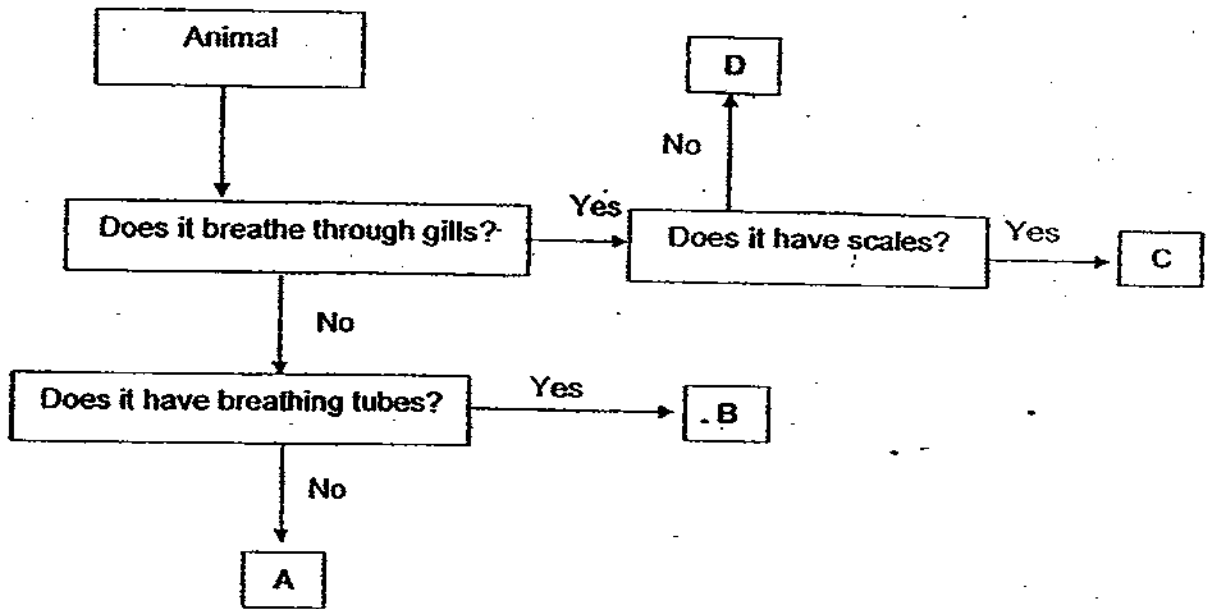 Animal
D
No
Does it breathe through gills?
Yes
Does it have scales?
Yes
C
No
Does it have breathing tubes?
Yes
B
No
A